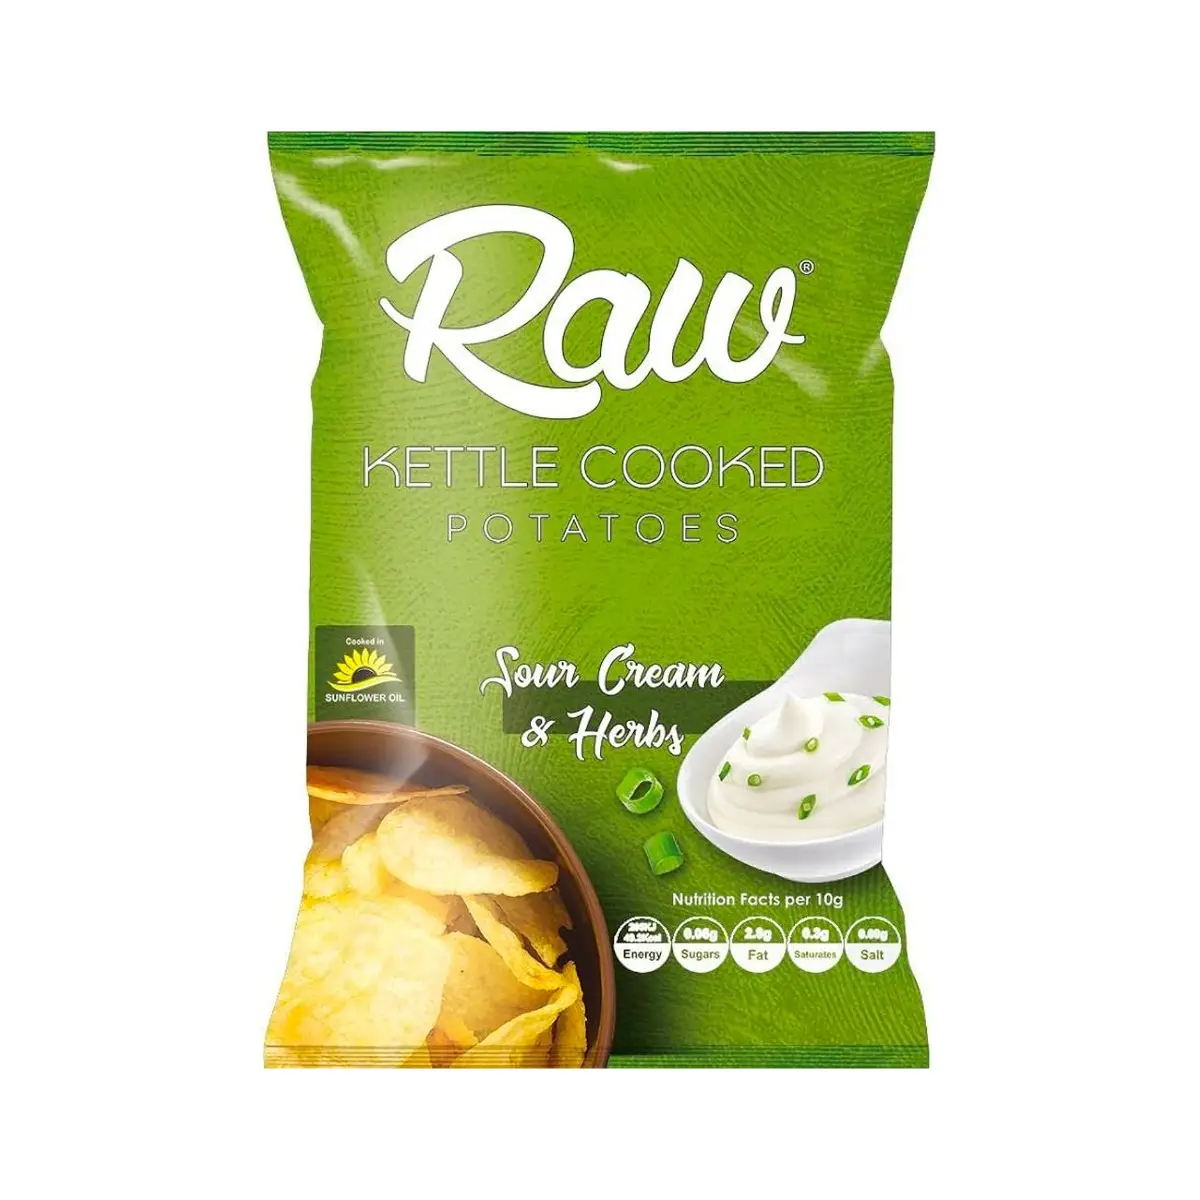 Raw®
KETTLE COOKED
POTATOES
Cooked in
SUNFLOWER OIL
Sour Cream
& Herbs
Nutrition Facts per 10g
0.06g 2.8g 0.3g
Energy Sugars Fat Saturates Salt